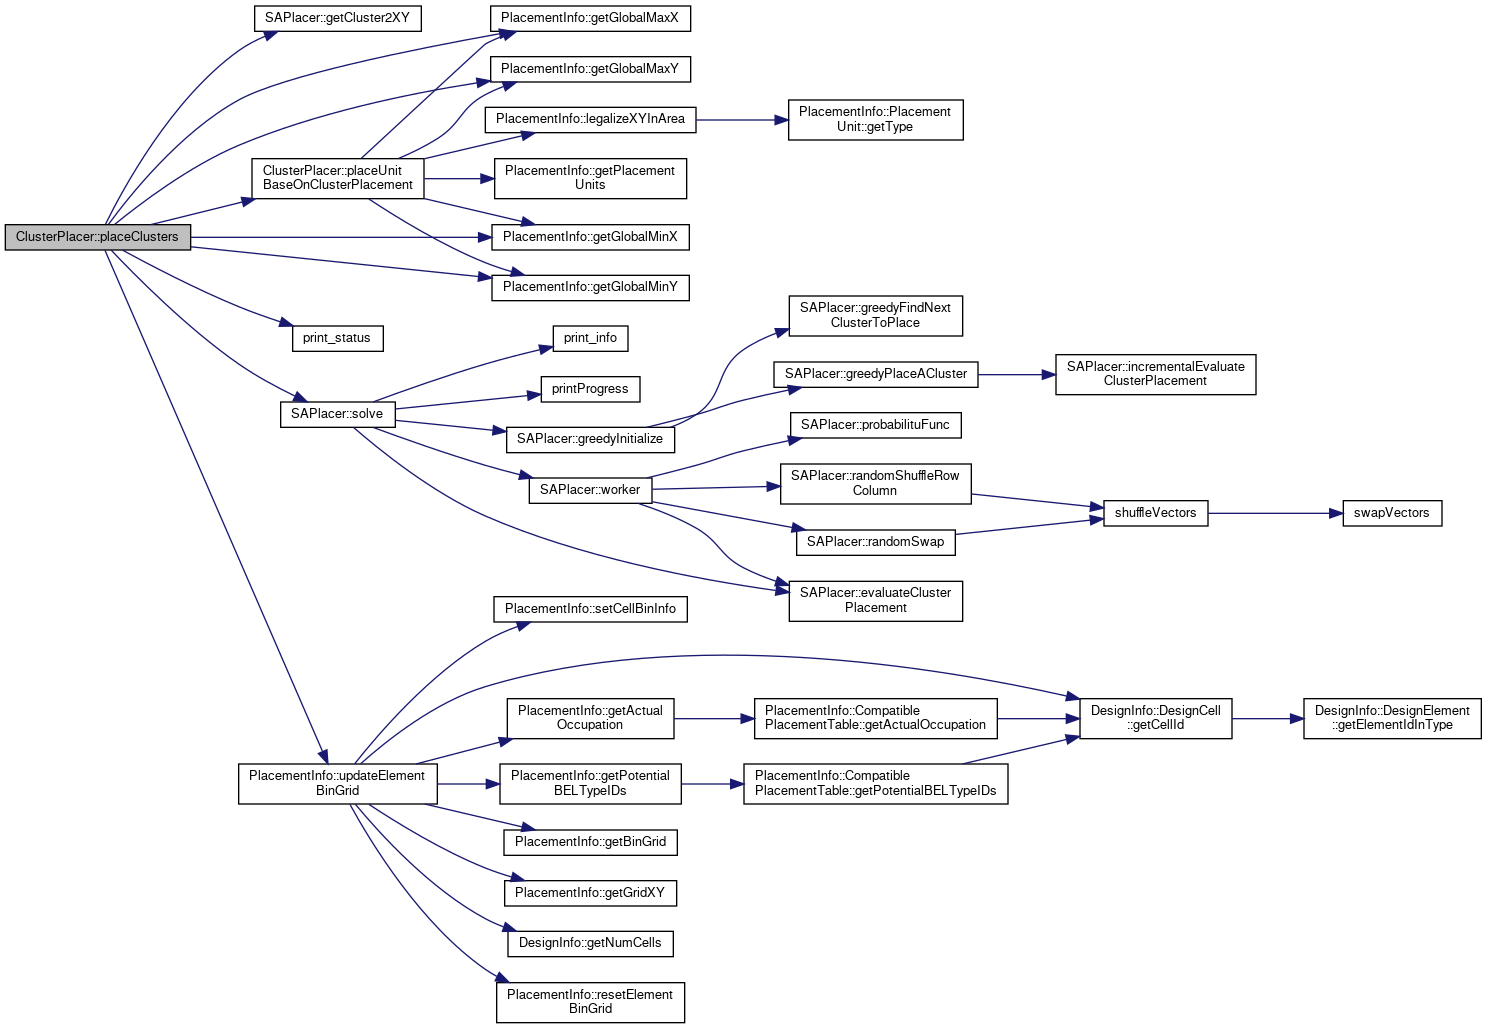 SAPlacer::getCluster2XY
PlacementInfo::getGlobalMaxX
PlacementInfo::getGlobalMaxY
PlacementInfo::legalizeXYInArea
PlacementInfo::Placement
Unit::getType
ClusterPlacer::placeUnit
BaseOnClusterPlacement
PlacementInfo::getPlacement
Units
ClusterPlacer::placeClusters
PlacementInfo::getGlobalMinX
PlacementInfo::getGlobalMinY
print_status
print_info
SAPlacer::greedyFindNext
ClusterToPlace
SAPlacer::greedyPlaceACluster
SAPlacer::incrementalEvaluate
ClusterPlacement
printProgress
SAPlacer::solve
SAPlacer::greedyInitialize
SAPlacer::probabilituFunc
SAPlacer::worker
SAPlacer::randomShuffleRow
Column
shuffleVectors
swapVectors
SAPlacer::randomSwap
SAPlacer::evaluateCluster
Placement
PlacementInfo::setCellBinInfo
PlacementInfo::getActual
Occupation
PlacementInfo::Compatible
PlacementTable::getActualOccupation
DesignInfo::DesignCell
::getCellId
DesignInfo::DesignElement
::getElementIdInType
PlacementInfo::updateElement
BinGrid
PlacementInfo::getPotential
BELTypeIDs
PlacementInfo::Compatible
PlacementTable::getPotentialBELTypeIDs
PlacementInfo::getBinGrid
PlacementInfo::getGridXY
DesignInfo::getNumCells
PlacementInfo::resetElement
BinGrid